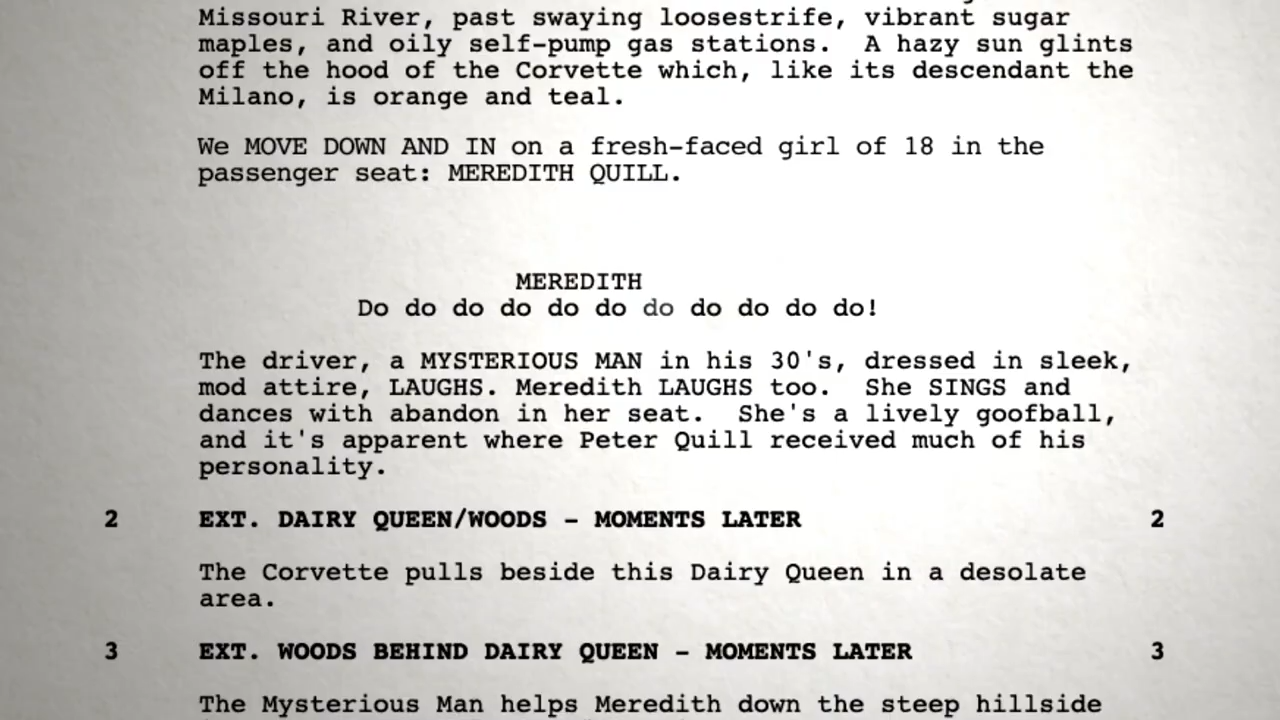 Missouri River, past swaying loosestrife, vibrant sugar
maples, and oily self-pump gas stations.  A hazy sun glints
off the hood of the Corvette which, like its descendant the
Milano, is orange and teal.
We MOVE DOWN AND IN on a fresh-faced girl of 18 in the
passenger seat: MEREDITH QUILL.
MEREDITH
Do do do do do do do do do do do!
The driver, a MYSTERIOUS MAN in his 30's, dressed in sleek,
mod attire, LAUGHS. Meredith LAUGHS too.  She SINGS and
dances with abandon in her seat.  She's a lively goofball,
and it's apparent where Peter Quill received much of his
personality.
2 EXT. DAIRY QUEEN/WOODS - MOMENTS LATER 2
The Corvette pulls beside this Dairy Queen in a desolate
area.
3 EXT. WOODS BEHIND DAIRY QUEEN - MOMENTS LATER 3
The Mysterious Man helps Meredith down the steep hillside